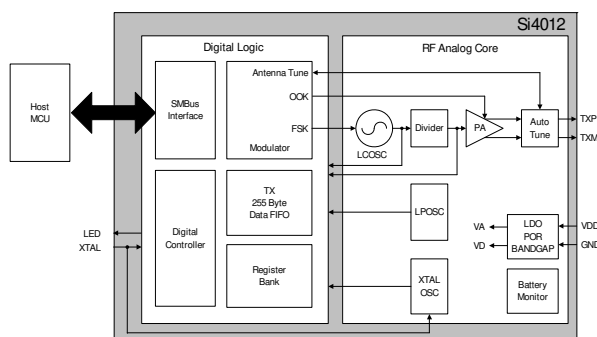 Si4012
Digital Logic
RF Analog Core
Host
MCU
SMBus
Interface
Antenna Tune
OOK
FSK
Modulator
LCOSC
Divider
PA
Auto
Tune
TXP
TXM
Digital
Controller
TX
255 Byte
Data FIFO
Register
Bank
LPOSC
XTAL
OSC
VA
VD
LDO
POR
BANDGAP
VDD
GND
Battery
Monitor
LED
XTAL